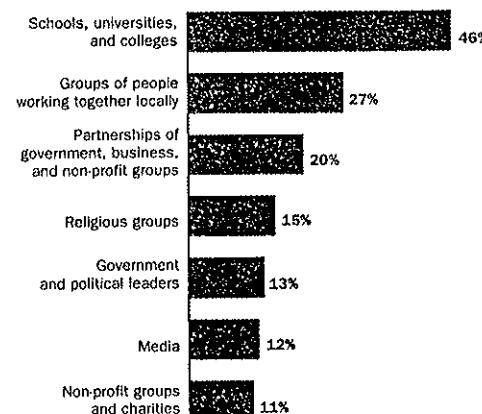 Schools, universities,
and colleges
46%
Groups of people
working together locally
27%
Partnerships of
government, business,
and non-profit groups
20%
Religious groups
15%
Government
and political leaders
13%
Media
12%
Non-profit groups
and charities
11%